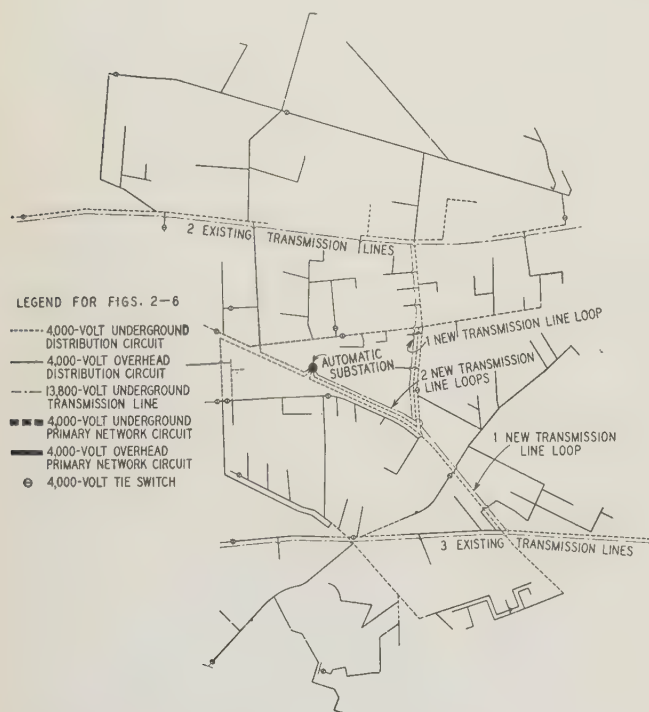 2 EXISTING TRANSMISSION LINES
LEGEND FOR FIGS. 2-6
4,000-VOLT UNDERGROUND
DISTRIBUTION CIRCUIT
4,000-VOLT OVERHEAD
DISTRIBUTION CIRCUIT
13,800-VOLT UNDERGROUND
TRANSMISSION LINE
4,000-VOLT UNDERGROUND
PRIMARY NETWORK CIRCUIT
4,000-VOLT OVERHEAD
PRIMARY NETWORK CIRCUIT
4,000-VOLT TIE SWITCH
1 NEW TRANSMISSION LINE LOOP
AUTOMATIC
SUBSTATION
2 NEW TRANSMISSION
LINE LOOPS
1 NEW TRANSMISSION
LINE LOOP
3 EXISTING TRANSMISSION LINES